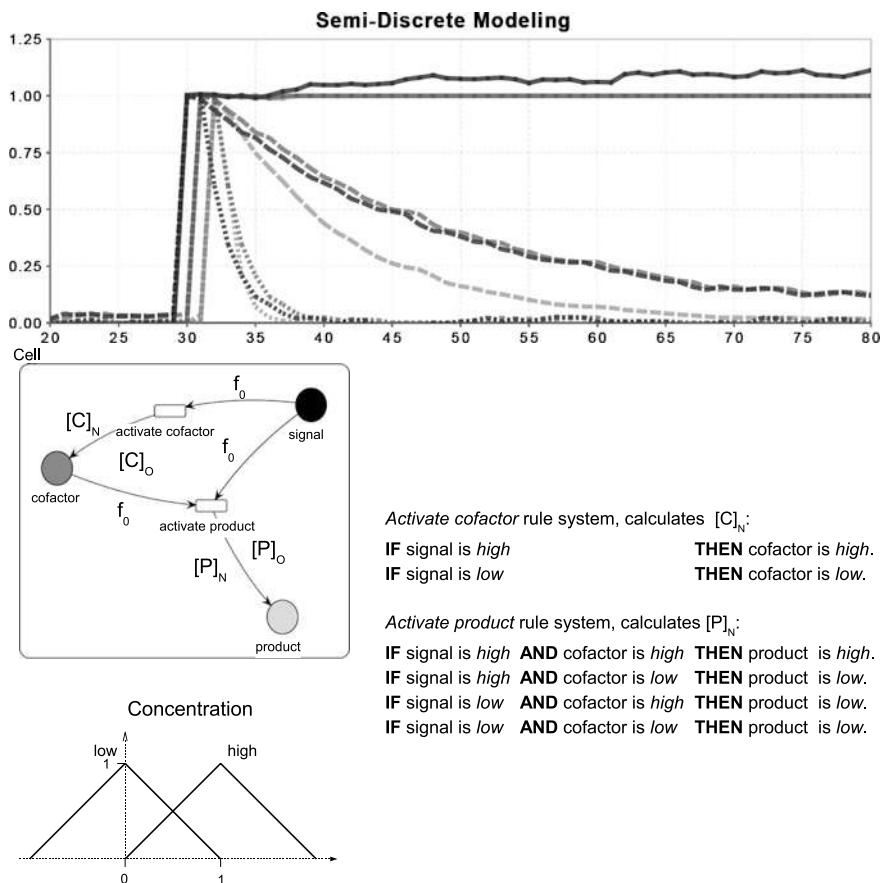 Semi-Discrete Modeling
1.25
1.00
0.75
0.50
0.25
0.00
20 25 30 35 40 45 50 55 60 65 70 75 80
Cell
f0
[C]N
activate cofactor
signal
[C]O
f0
cofactor
f0
activate product
[P]N
[P]O
product
Activate cofactor rule system, calculates [C]N:
IF signal is high THEN cofactor is high.
IF signal is low THEN cofactor is low.
Activate product rule system, calculates [P]N:
IF signal is high AND cofactor is high THEN product is high.
IF signal is high AND cofactor is low THEN product is low.
IF signal is low AND cofactor is high THEN product is low.
IF signal is low AND cofactor is low THEN product is low.
Concentration
low high
1
0 1